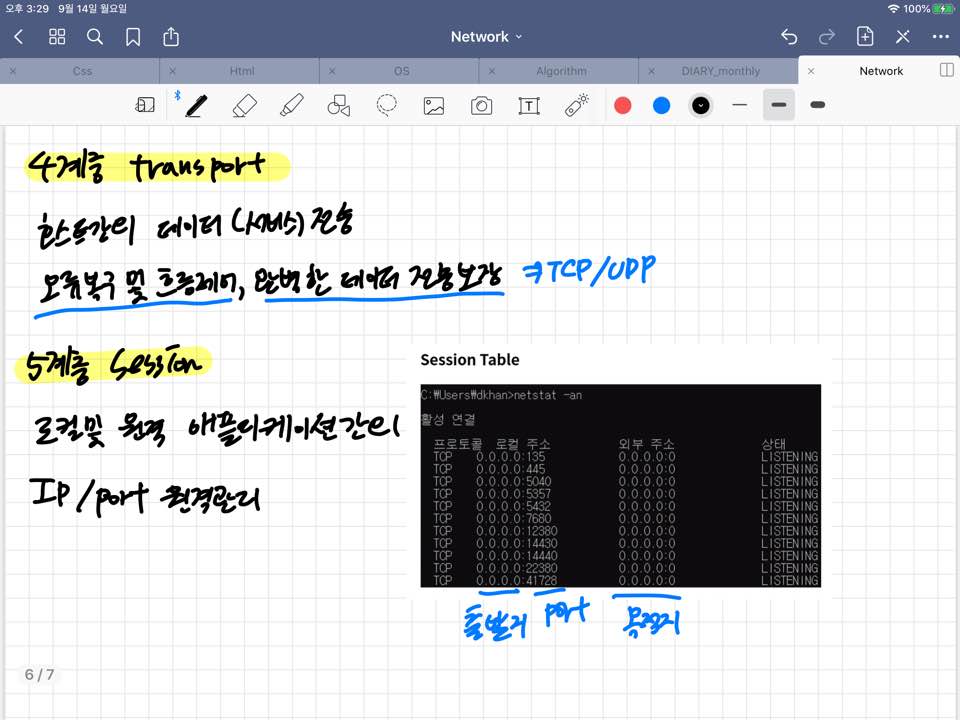 오후 3:29 9월 14일 월요일 100%
Network
Css Html OS Algorithm DIARY_monthly Network
4계층 transport
호스트간의 데이터 (서비스) 전송
오류복구 및 흐름제어, 완벽한 데이터 전송보장 ⇒ TCP/UDP
5계층 Session
로컬및 원격 애플리케이션간의
IP/port 원격관리
Session Table
C:₩Users₩dkhan>netstat -an
활성 연결
프로토콜 로컬 주소 외부 주소 상태
TCP 0.0.0.0:135 0.0.0.0:0 LISTENING
TCP 0.0.0.0:445 0.0.0.0:0 LISTENING
TCP 0.0.0.0:5040 0.0.0.0:0 LISTENING
TCP 0.0.0.0:5357 0.0.0.0:0 LISTENING
TCP 0.0.0.0:5432 0.0.0.0:0 LISTENING
TCP 0.0.0.0:7680 0.0.0.0:0 LISTENING
TCP 0.0.0.0:12380 0.0.0.0:0 LISTENING
TCP 0.0.0.0:14430 0.0.0.0:0 LISTENING
TCP 0.0.0.0:14440 0.0.0.0:0 LISTENING
TCP 0.0.0.0:22380 0.0.0.0:0 LISTENING
TCP 0.0.0.0:41728 0.0.0.0:0 LISTENING
출발지 port 목적지
6 / 7